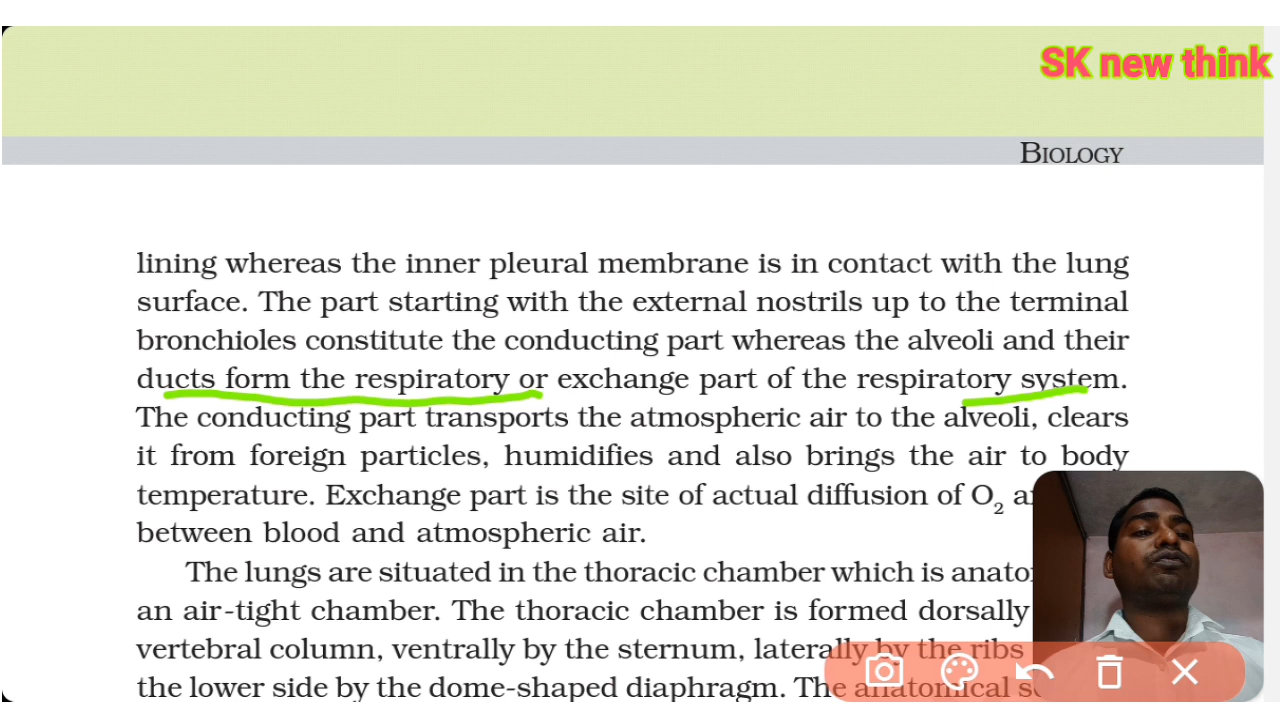 SK new think
BIOLOGY
lining whereas the inner pleural membrane is in contact with the lung
surface. The part starting with the external nostrils up to the terminal
bronchioles constitute the conducting part whereas the alveoli and their
ducts form the respiratory or exchange part of the respiratory system.
The conducting part transports the atmospheric air to the alveoli, clears
it from foreign particles, humidifies and also brings the air to body
temperature. Exchange part is the site of actual diffusion of O₂
between blood and atmospheric air.
The lungs are situated in the thoracic chamber which is
an air-tight chamber. The thoracic chamber is formed dorsally
vertebral column, ventrally by the sternum, laterally by the ribs
the lower side by the dome-shaped diaphragm. The anatomical